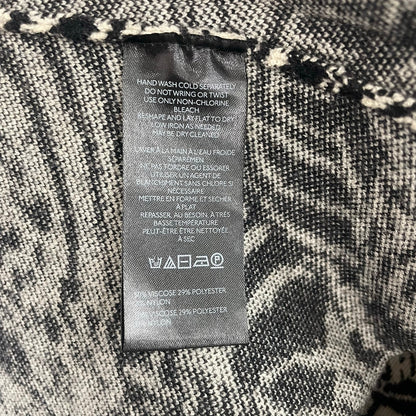 HAND WASH COLD SEPARATELY
DO NOT WRING OR TWIST
USE ONLY NON-CHLORINE
BLEACH
RESHAPE AND LAY FLAT TO DRY
LOW IRON AS NEEDED
MAY BE DRY CLEANED
LAVER À LA MAIN À L'EAU FROIDE
SÉPARÉMENT
NE PAS TORDRE OU ESSORER
UTILISER UN AGENT DE
BLANCHIMENT SANS CHLORE SI
NÉCESSAIRE
METTRE EN FORME ET SÉCHER
À PLAT
REPASSER, AU BESOIN, À TRÈS
BASSE TEMPÉRATURE
PEUT-ÊTRE ÊTRE NETTOYÉE
À SEC
VISCOSE 29% POLYESTER
NYLON
VISCOSE 29% POLYESTER
NYLON